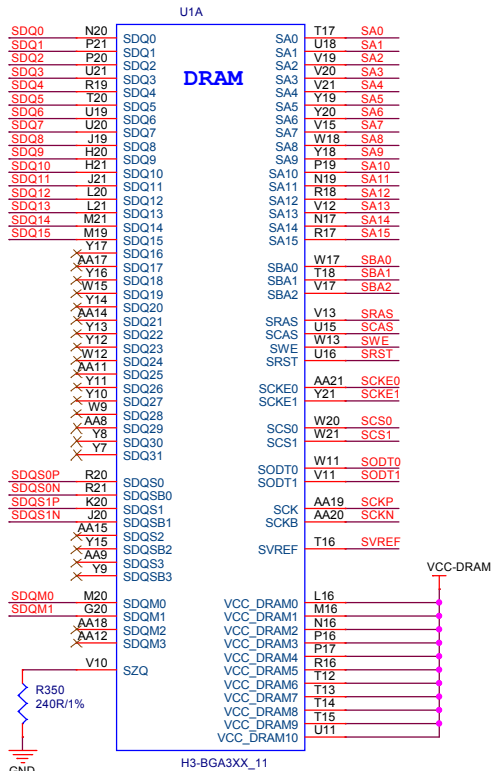 U1A
DRAM
SDQ0 N20 SDQ0
SDQ1 P21 SDQ1
SDQ2 P20 SDQ2
SDQ3 U21 SDQ3
SDQ4 R19 SDQ4
SDQ5 T20 SDQ5
SDQ6 U19 SDQ6
SDQ7 U20 SDQ7
SDQ8 J19 SDQ8
SDQ9 H20 SDQ9
SDQ10 H21 SDQ10
SDQ11 J21 SDQ11
SDQ12 L20 SDQ12
SDQ13 L21 SDQ13
SDQ14 M21 SDQ14
SDQ15 M19 SDQ15
Y17 SDQ16
AA17 SDQ17
Y16 SDQ18
W15 SDQ19
Y14 SDQ20
AA14 SDQ21
Y13 SDQ22
Y12 SDQ23
W12 SDQ24
AA11 SDQ25
Y11 SDQ26
Y10 SDQ27
W9 SDQ28
AA8 SDQ29
Y8 SDQ30
Y7 SDQ31
SDQS0P R20 SDQS0
SDQS0N R21 SDQSB0
SDQS1P K20 SDQS1
SDQS1N J20 SDQSB1
AA15 SDQS2
Y15 SDQSB2
AA9 SDQS3
Y9 SDQSB3
SDQM0 M20 SDQM0
SDQM1 G20 SDQM1
AA18 SDQM2
AA12 SDQM3
V10 SZQ
R350
240R/1%
GND
SA0 T17 SA0
SA1 U18 SA1
SA2 V19 SA2
SA3 V20 SA3
SA4 V21 SA4
SA5 Y19 SA5
SA6 Y20 SA6
SA7 V15 SA7
SA8 W18 SA8
SA9 Y18 SA9
SA10 P19 SA10
SA11 N19 SA11
SA12 R18 SA12
SA13 V12 SA13
SA14 N17 SA14
SA15 R17 SA15
SBA0 W17 SBA0
SBA1 T18 SBA1
SBA2 V17 SBA2
SRAS V13 SRAS
SCAS U15 SCAS
SWE W13 SWE
SRST U16 SRST
SCKE0 AA21 SCKE0
SCKE1 Y21 SCKE1
SCS0 W20 SCS0
SCS1 W21 SCS1
SODT0 W11 SODT0
SODT1 V11 SODT1
SCK AA19 SCKP
SCKB AA20 SCKN
SVREF T16 SVREF
VCC-DRAM
VCC_DRAM0 L16
VCC_DRAM1 M16
VCC_DRAM2 N16
VCC_DRAM3 P16
VCC_DRAM4 P17
VCC_DRAM5 R16
VCC_DRAM6 T12
VCC_DRAM7 T13
VCC_DRAM8 T14
VCC_DRAM9 T15
VCC_DRAM10 U11
H3-BGA3XX_11